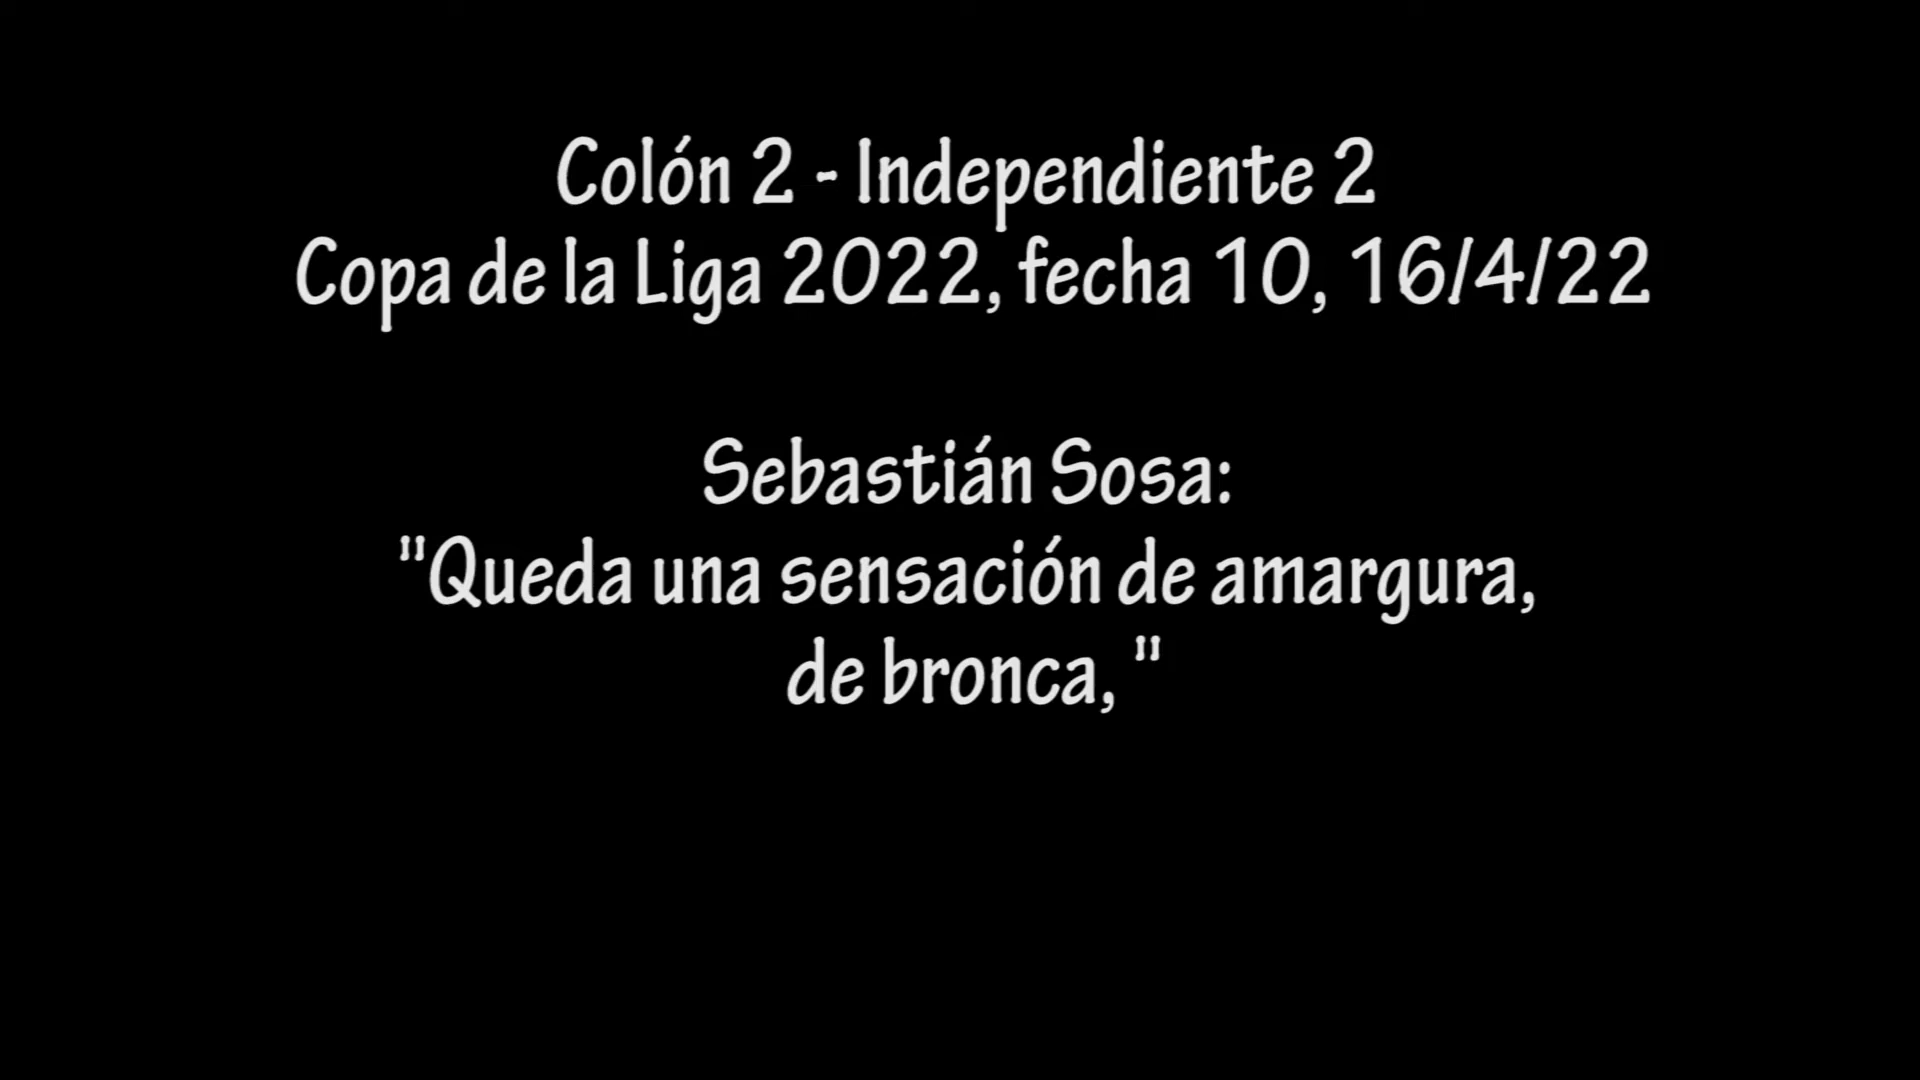 Colón 2 - Independiente 2
Copa de la Liga 2022, fecha 10, 16/4/22
Sebastián Sosa:
"Queda una sensación de amargura,
de bronca, "